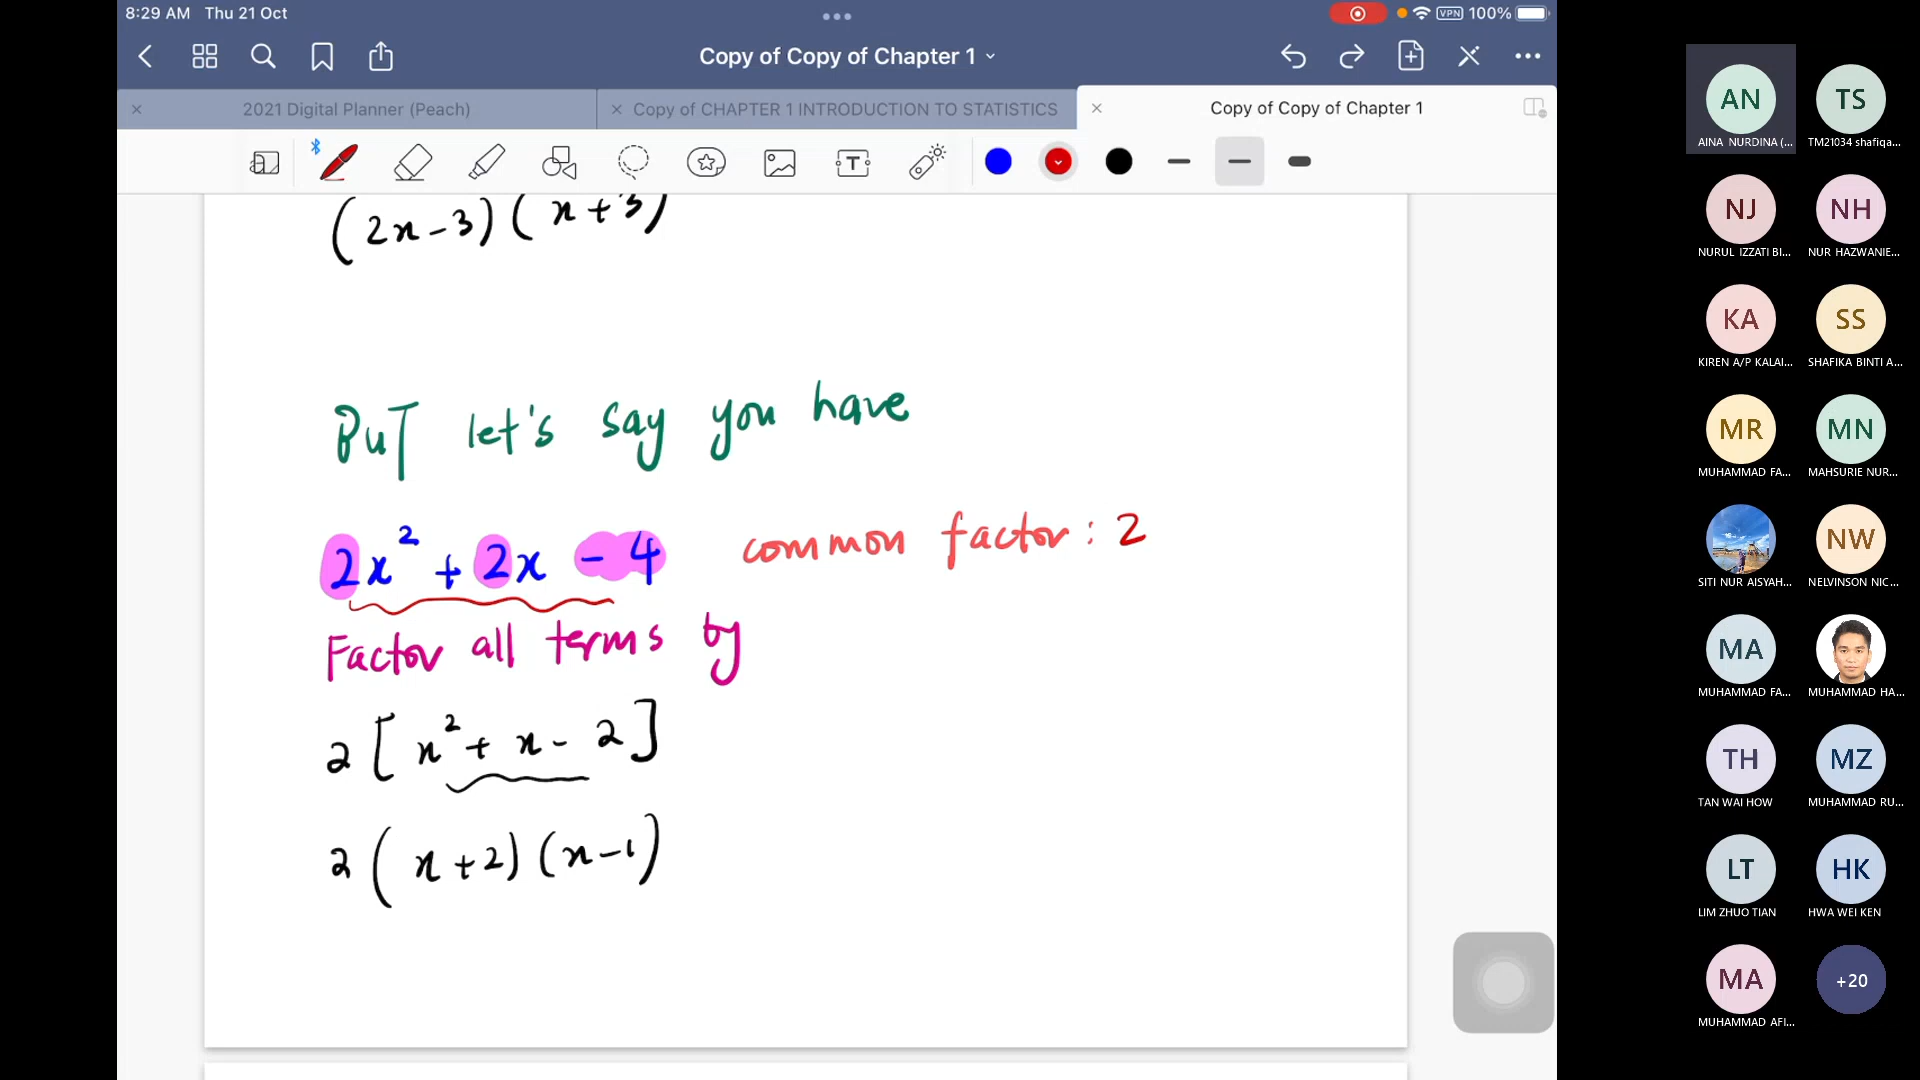 8:29 AM Thu 21 Oct
VPN 100%
Copy of Copy of Chapter 1
2021 Digital Planner (Peach)
Copy of CHAPTER 1 INTRODUCTION TO STATISTICS
Copy of Copy of Chapter 1
(2x-3)(x+3)
BuT let's say you have
2x² + 2x - 4 common factor: 2
Factor all terms by
2[x² + x - 2]
2(x+2)(x-1)
AN
AINA NURDINA (...
TS
TM21034 shafiqa...
NJ
NURUL IZZATI BI...
NH
NUR HAZWANIE...
KA
KIREN A/P KALAI...
SS
SHAFIKA BINTI A...
MR
MUHAMMAD FA...
MN
MAHSURIE NUR...
SITI NUR AISYAH...
NW
NELVINSON NIC...
MA
MUHAMMAD FA...
MUHAMMAD HA...
TH
TAN WAI HOW
MZ
MUHAMMAD RU...
LT
LIM ZHUO TIAN
HK
HWA WEI KEN
MA
MUHAMMAD AFI...
+20